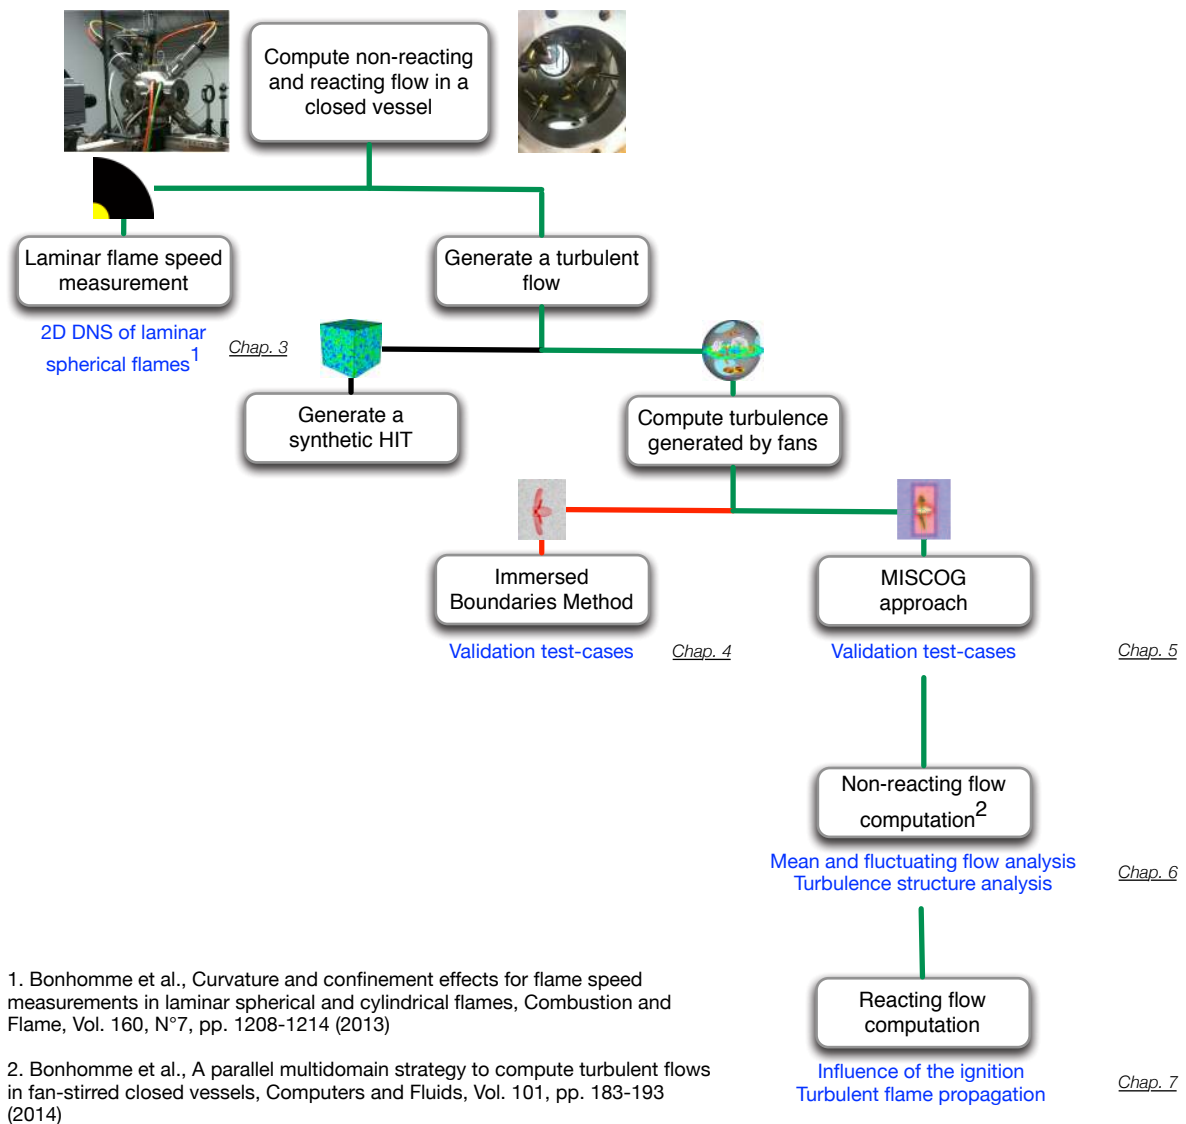 Compute non-reacting
and reacting flow in a
closed vessel
Laminar flame speed
measurement
Generate a turbulent
flow
2D DNS of laminar
spherical flames1
Chap. 3
Generate a
synthetic HIT
Compute turbulence
generated by fans
Immersed
Boundaries Method
MISCOG
approach
Validation test-cases
Chap. 4
Validation test-cases
Chap. 5
Non-reacting flow
computation2
Mean and fluctuating flow analysis
Turbulence structure analysis
Chap. 6
Reacting flow
computation
Influence of the ignition
Turbulent flame propagation
Chap. 7
1. Bonhomme et al., Curvature and confinement effects for flame speed
measurements in laminar spherical and cylindrical flames, Combustion and
Flame, Vol. 160, N°7, pp. 1208-1214 (2013)
2. Bonhomme et al., A parallel multidomain strategy to compute turbulent flows
in fan-stirred closed vessels, Computers and Fluids, Vol. 101, pp. 183-193
(2014)